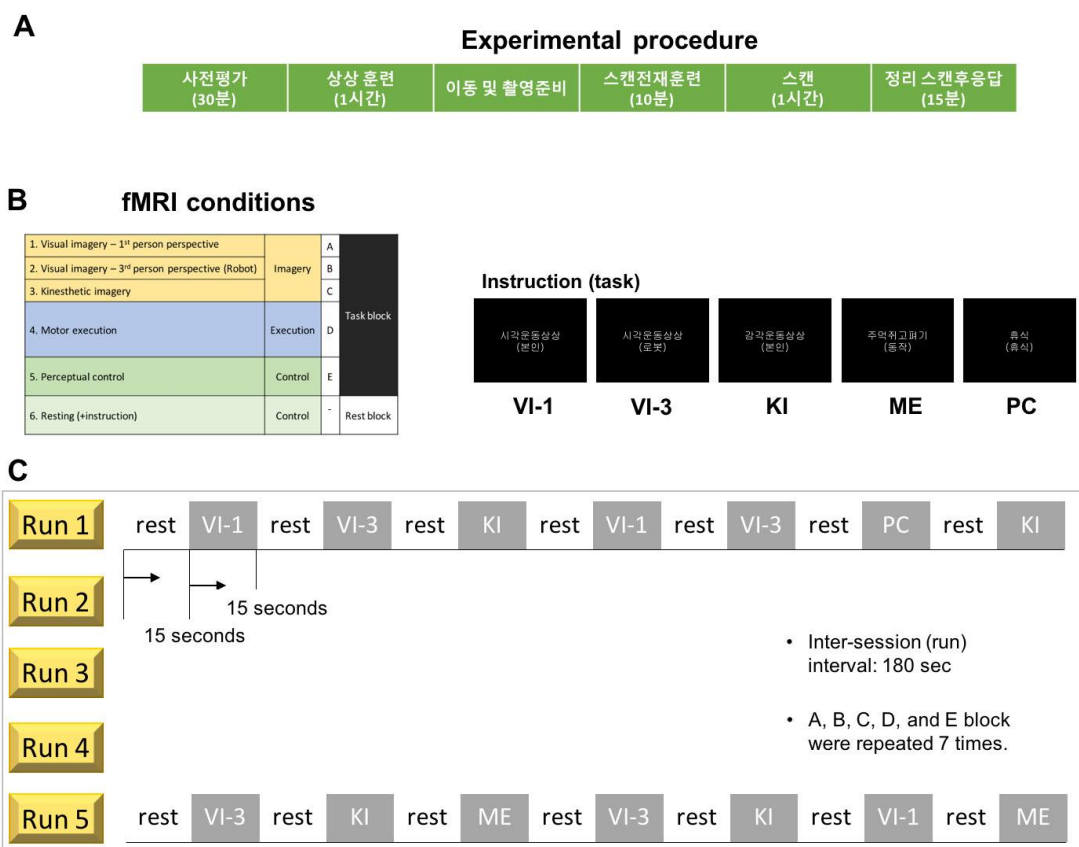 A
Experimental procedure
사전평가
(30분)
상상 훈련
(1시간)
이동 및 촬영준비
스캔전재훈련
(10분)
스캔
(1시간)
정리 스캔후응답
(15분)
B
fMRI conditions
1. Visual imagery – 1st person perspective
2. Visual imagery – 3rd person perspective (Robot)
3. Kinesthetic imagery
Imagery
A
B
C
4. Motor execution
Execution
D
Task block
5. Perceptual control
Control
E
6. Resting (+instruction)
Control
-
Rest block
Instruction (task)
시각운동상상
(본인)
시각운동상상
(로봇)
감각운동상상
(본인)
주먹쥐고펴기
(동작)
휴식
(휴식)
VI-1
VI-3
KI
ME
PC
C
Run 1 rest VI-1 rest VI-3 rest KI rest VI-1 rest VI-3 rest PC rest KI
15 seconds
15 seconds
Run 2
Run 3
Run 4
• Inter-session (run)
interval: 180 sec
• A, B, C, D, and E block
were repeated 7 times.
Run 5 rest VI-3 rest KI rest ME rest VI-3 rest KI rest VI-1 rest ME